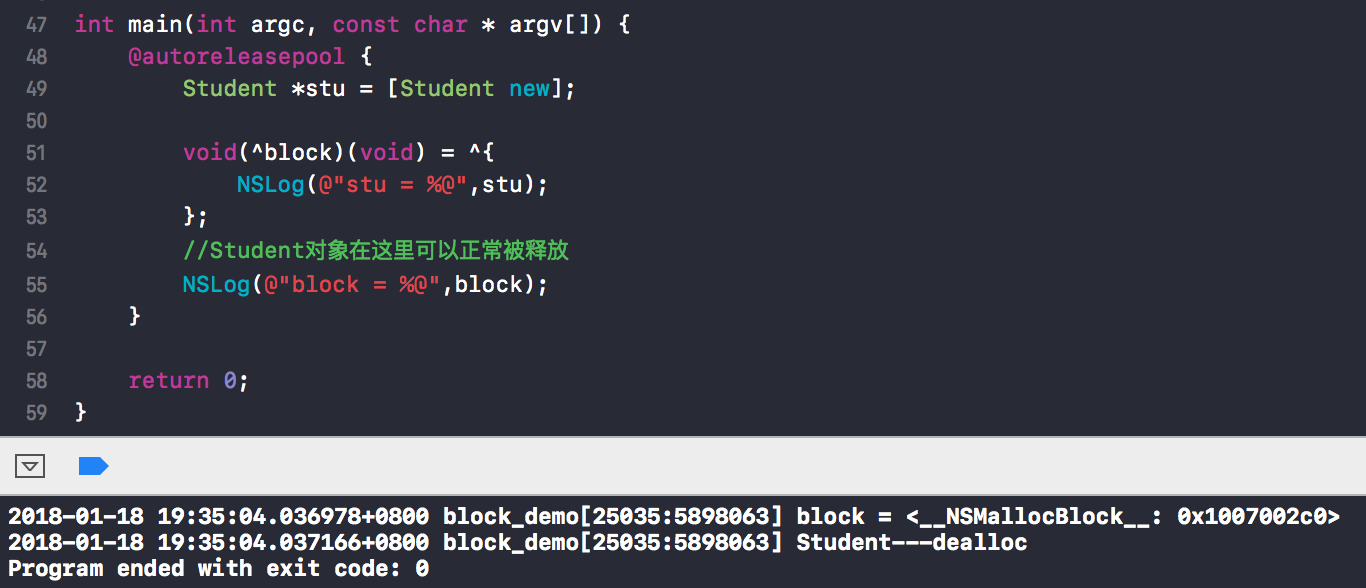 47 int main(int argc, const char * argv[]) {
48 @autoreleasepool {
49 Student *stu = [Student new];
50
51 void(^block)(void) = ^{
52 NSLog(@"stu = %@",stu);
53 };
54 //Student对象在这里可以正常被释放
55 NSLog(@"block = %@",block);
56 }
57
58 return 0;
59 }
2018-01-18 19:35:04.036978+0800 block_demo[25035:5898063] block = <__NSMallocBlock__: 0x1007002c0>
2018-01-18 19:35:04.037166+0800 block_demo[25035:5898063] Student---dealloc
Program ended with exit code: 0